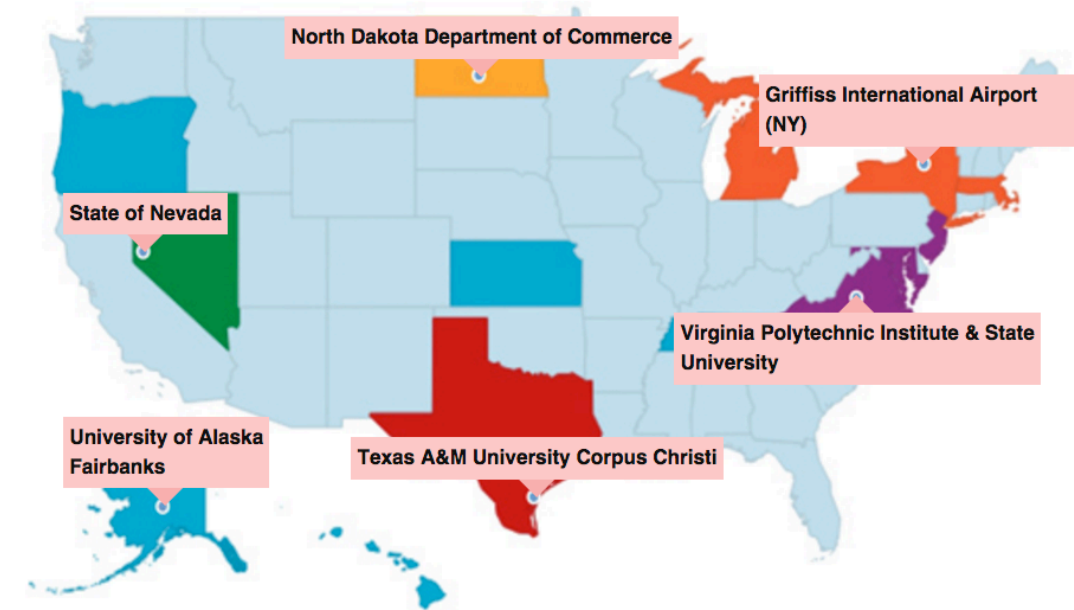 North Dakota Department of Commerce
Griffiss International Airport
(NY)
State of Nevada
Virginia Polytechnic Institute & State
University
University of Alaska
Fairbanks
Texas A&M University Corpus Christi